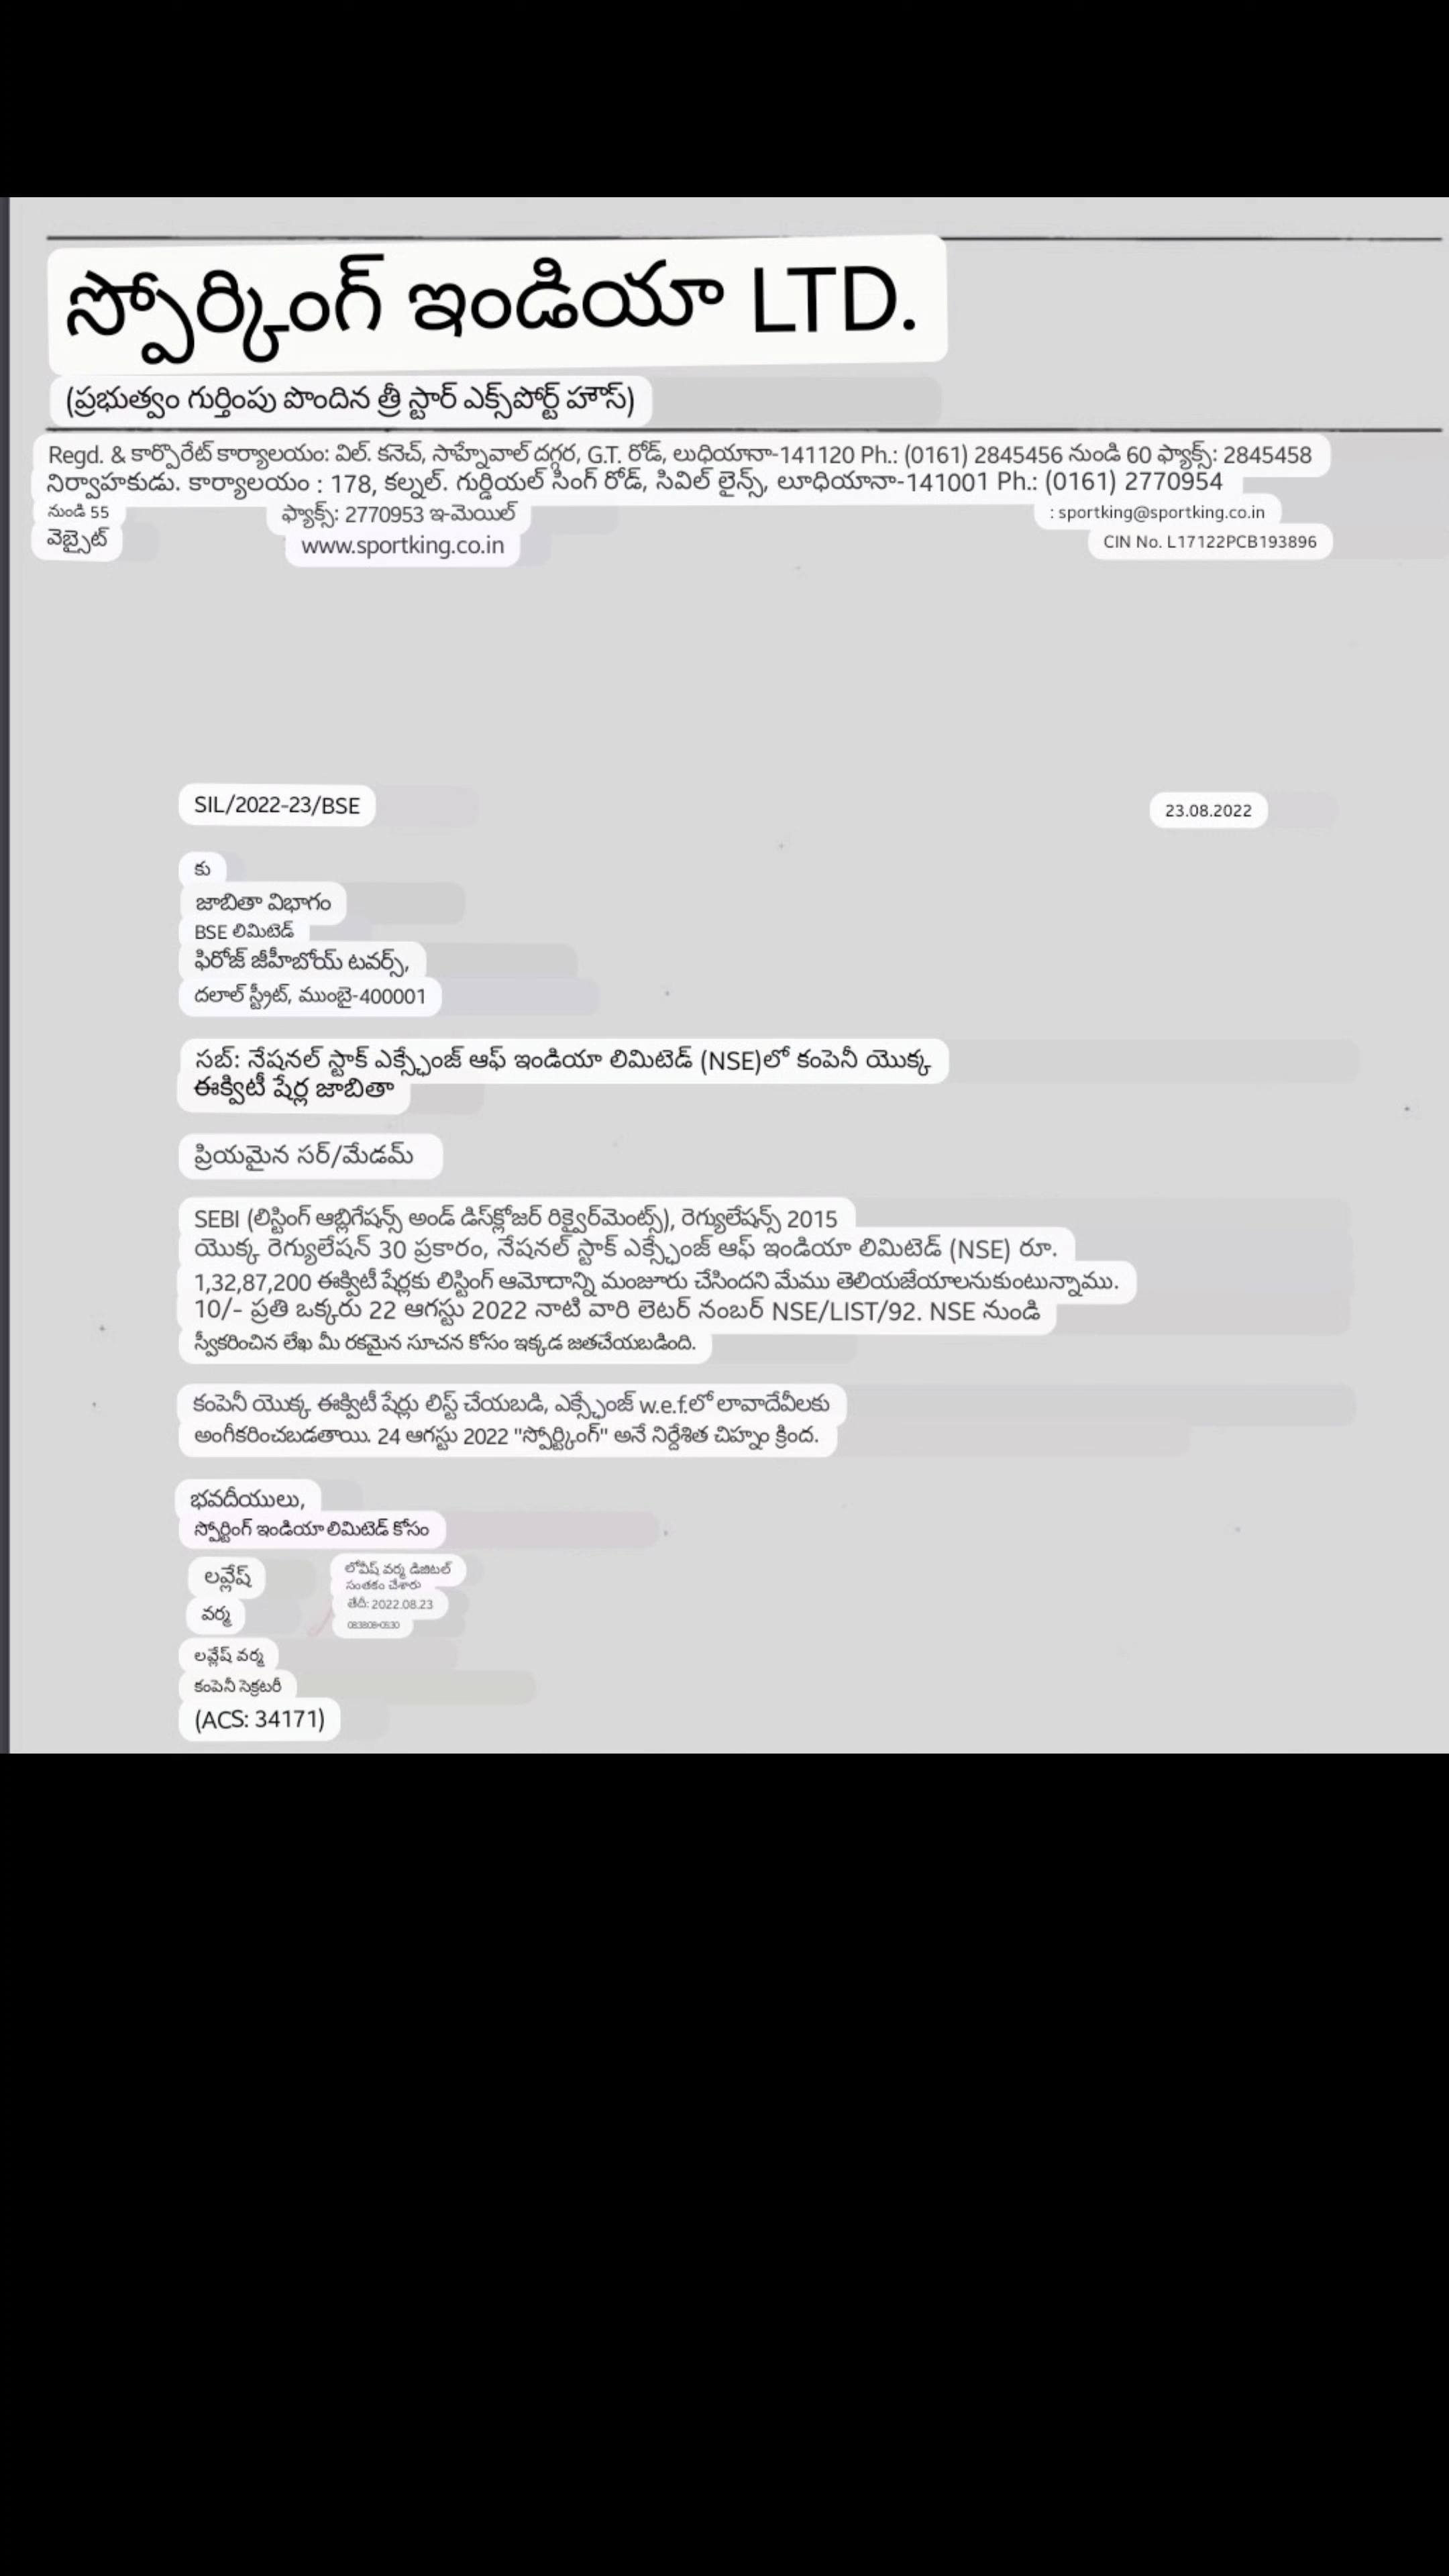 స్పోర్కింగ్ ఇండియా LTD.
(ప్రభుత్వం గుర్తింపు పొందిన త్రీ స్టార్ ఎక్స్‌పోర్ట్ హౌస్)
Regd. & కార్పొరేట్ కార్యాలయం: విల్. కనెచ్, సాహ్నేవాల్ దగ్గర, G.T. రోడ్, లుధియానా-141120 Ph.: (0161) 2845456 నుండి 60 ఫ్యాక్స్: 2845458
నిర్వాహకుడు. కార్యాలయం : 178, కల్నల్. గుర్డియల్ సింగ్ రోడ్, సివిల్ లైన్స్, లూధియానా-141001 Ph.: (0161) 2770954
నుండి 55 ఫ్యాక్స్: 2770953 ఇ-మెయిల్ : sportking@sportking.co.in
వెబ్సైట్ www.sportking.co.in CIN No. L17122PCB193896
SIL/2022-23/BSE 23.08.2022
కు
జాబితా విభాగం
BSE లిమిటెడ్
ఫిరోజ్ జీహీబోయ్ టవర్స్,
దలాల్ స్ట్రీట్, ముంబై-400001
సబ్: నేషనల్ స్టాక్ ఎక్స్ఛేంజ్ ఆఫ్ ఇండియా లిమిటెడ్ (NSE)లో కంపెనీ యొక్క
ఈక్విటీ షేర్ల జాబితా
ప్రియమైన సర్/మేడమ్
SEBI (లిస్టింగ్ ఆబ్లిగేషన్స్ అండ్ డిస్‌క్లోజర్ రిక్వైర్‌మెంట్స్), రెగ్యులేషన్స్ 2015
యొక్క రెగ్యులేషన్ 30 ప్రకారం, నేషనల్ స్టాక్ ఎక్స్ఛేంజ్ ఆఫ్ ఇండియా లిమిటెడ్ (NSE) రూ.
1,32,87,200 ఈక్విటీ షేర్లకు లిస్టింగ్ ఆమోదాన్ని మంజూరు చేసిందని మేము తెలియజేయాలనుకుంటున్నాము.
10/- ప్రతి ఒక్కరు 22 ఆగస్టు 2022 నాటి వారి లెటర్ నంబర్ NSE/LIST/92. NSE నుండి
స్వీకరించిన లేఖ మీ రకమైన సూచన కోసం ఇక్కడ జతచేయబడింది.
కంపెనీ యొక్క ఈక్విటీ షేర్లు లిస్ట్ చేయబడి, ఎక్స్ఛేంజ్ w.e.f.లో లావాదేవీలకు
అంగీకరించబడతాయి. 24 ఆగస్టు 2022 "స్పోర్ట్కింగ్" అనే నిర్దేశిత చిహ్నం క్రింద.
భవదీయులు,
స్పోర్టింగ్ ఇండియా లిమిటెడ్ కోసం
లవ్లేష్
వర్మ
లోవీష్ వర్మ డిజిటల్
సంతకం చేశారు
తేదీ: 2022.08.23
లవ్లేష్ వర్మ
కంపెనీ సెక్రటరీ
(ACS: 34171)